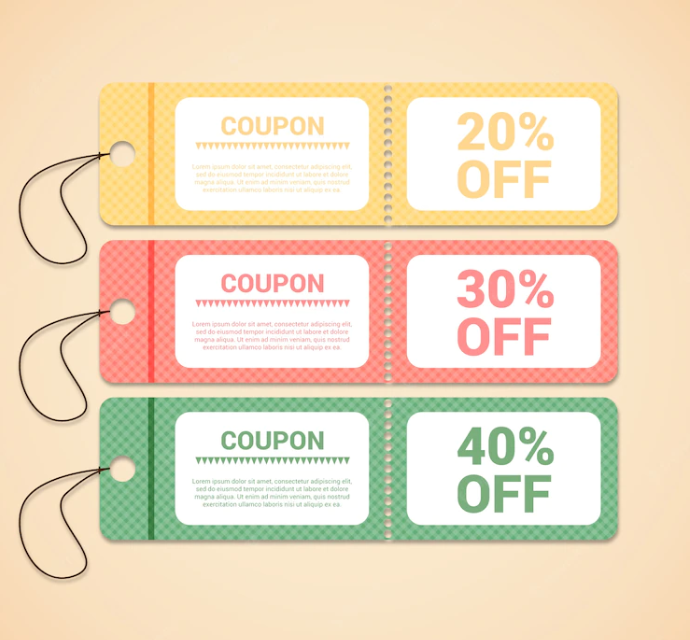 COUPON
Lorem ipsum dolor sit amet, consectetur adipiscing elit,
sed do eiusmod tempor incididunt ut labore et dolore
magna aliqua. Ut enim ad minim veniam, quis nostrud
exercitation ullamco laboris nisi ut aliquip ex ea.
20%
OFF
COUPON
Lorem ipsum dolor sit amet, consectetur adipiscing elit,
sed do eiusmod tempor incididunt ut labore et dolore
magna aliqua. Ut enim ad minim veniam, quis nostrud
exercitation ullamco laboris nisi ut aliquip ex ea.
30%
OFF
COUPON
Lorem ipsum dolor sit amet, consectetur adipiscing elit,
sed do eiusmod tempor incididunt ut labore et dolore
magna aliqua. Ut enim ad minim veniam, quis nostrud
exercitation ullamco laboris nisi ut aliquip ex ea.
40%
OFF